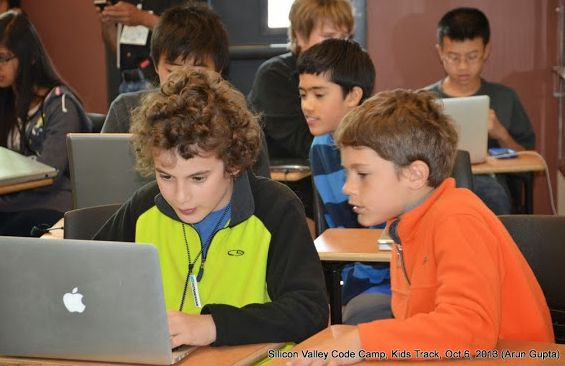 Silicon Valley Code Camp, Kids Track, Oct 6, 2013 (Arun Gupta)